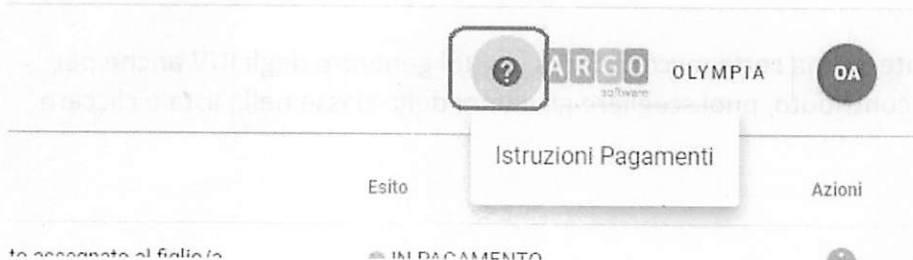 ? ARGO software OLYMPIA OA
Istruzioni Pagamenti
Esito Azioni
IN PAGAMENTO